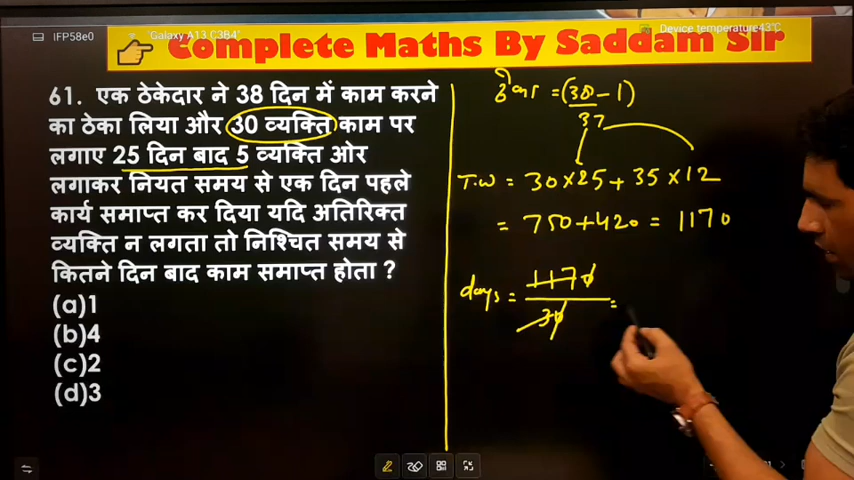 IFP58e0
Galaxy A13 C3B4
Device temperature43°C
Complete Maths By Saddam Sir
61. एक ठेकेदार ने 38 दिन में काम करने
का ठेका लिया और 30 व्यक्ति काम पर
लगाए 25 दिन बाद 5 व्यक्ति ओर
लगाकर नियत समय से एक दिन पहले
कार्य समाप्त कर दिया यदि अतिरिक्त
व्यक्ति न लगता तो निश्चित समय से
कितने दिन बाद काम समाप्त होता ?
(a)1
(b)4
(c)2
(d)3
= (38-1)
37
T.W = 30×25+35×12
= 750+420 = 1170
days = 1170
30 =